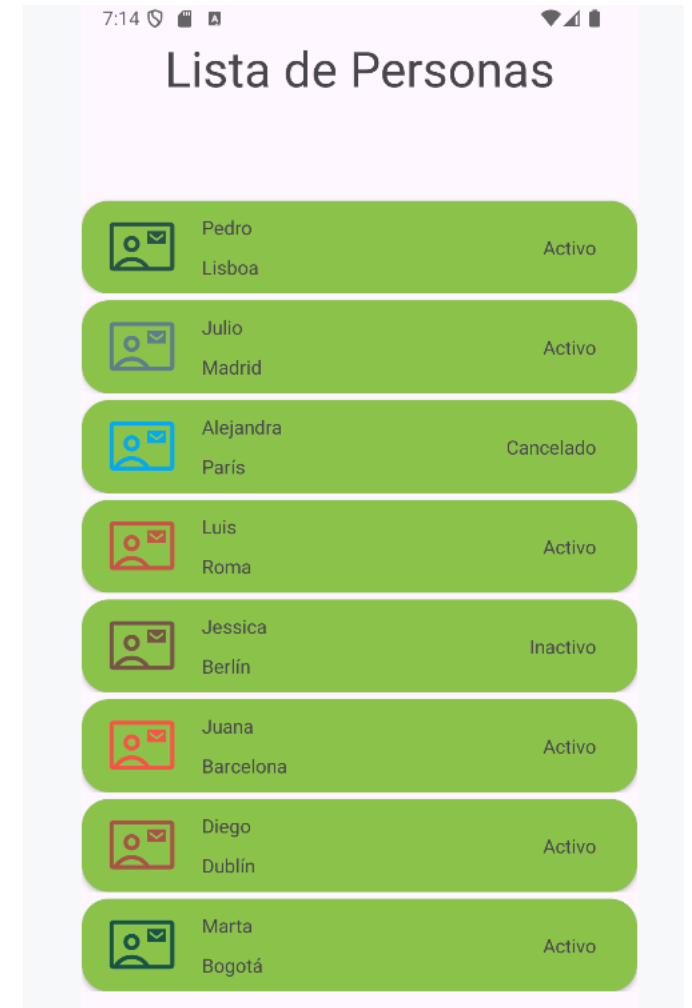 7:14
Lista de Personas
Pedro
Lisboa
Activo
Julio
Madrid
Activo
Alejandra
París
Cancelado
Luis
Roma
Activo
Jessica
Berlín
Inactivo
Juana
Barcelona
Activo
Diego
Dublín
Activo
Marta
Bogotá
Activo